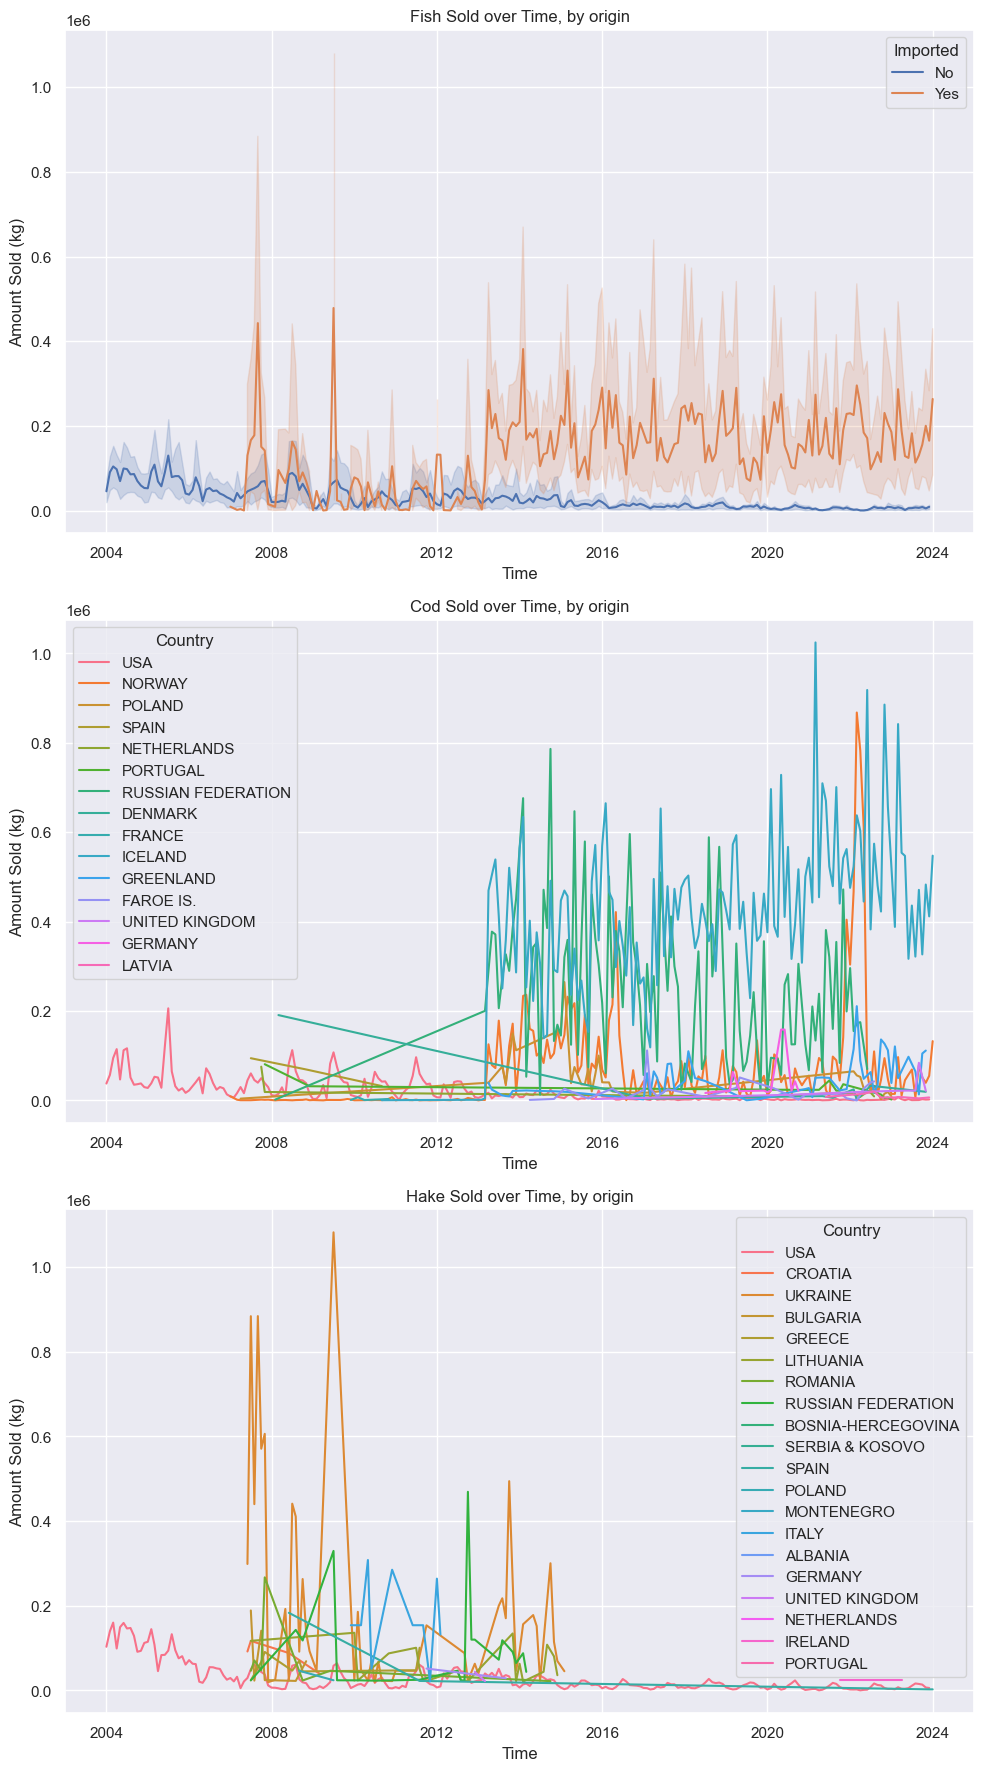 Fish Sold over Time, by origin
1e6
Imported
No
Yes
1.0
0.8
0.6
0.4
0.2
0.0
Amount Sold (kg)
2004 2008 2012 2016 2020 2024
Time
Cod Sold over Time, by origin
1e6
Country
USA
NORWAY
POLAND
SPAIN
NETHERLANDS
PORTUGAL
RUSSIAN FEDERATION
DENMARK
FRANCE
ICELAND
GREENLAND
FAROE IS.
UNITED KINGDOM
GERMANY
LATVIA
1.0
0.8
0.6
0.4
0.2
0.0
Amount Sold (kg)
2004 2008 2012 2016 2020 2024
Time
Hake Sold over Time, by origin
1e6
Country
USA
CROATIA
UKRAINE
BULGARIA
GREECE
LITHUANIA
ROMANIA
RUSSIAN FEDERATION
BOSNIA-HERCEGOVINA
SERBIA & KOSOVO
SPAIN
POLAND
MONTENEGRO
ITALY
ALBANIA
GERMANY
UNITED KINGDOM
NETHERLANDS
IRELAND
PORTUGAL
1.0
0.8
0.6
0.4
0.2
0.0
Amount Sold (kg)
2004 2008 2012 2016 2020 2024
Time